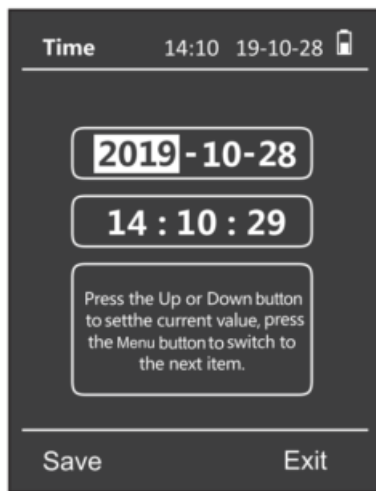 Time 14:10 19-10-28
2019-10-28
14 : 10 : 29
Press the Up or Down button
to setthe current value, press
the Menu button to switch to
the next item.
Save Exit